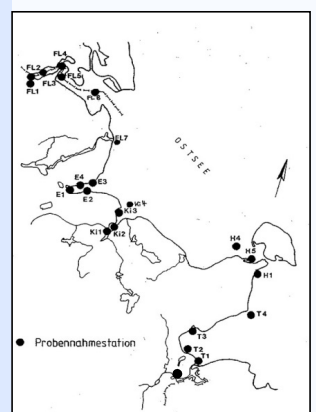 FL4
FL2
FL1
FL3
FL5
FL6
FL7
OSTSEE
E4
E3
E1
E2
Ki4
Ki3
Ki1
Ki2
H4
H5
H1
T4
T3
T2
T1
Probennahmestation